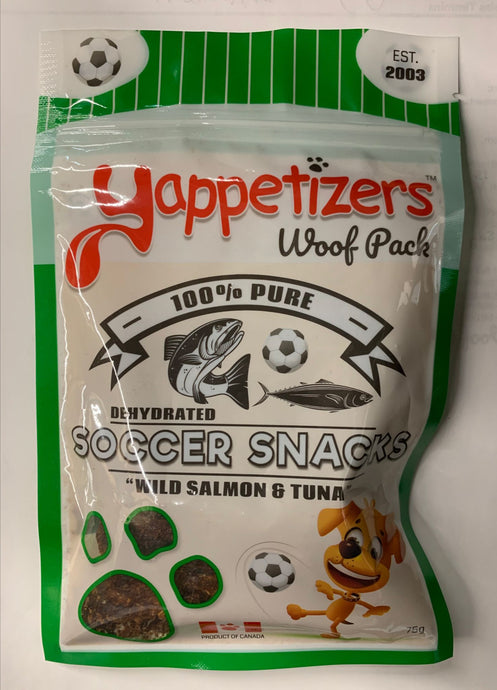 EST.
2003
Yappetizers™
Woof Pack
100% PURE
DEHYDRATED
SOCCER SNACKS
"WILD SALMON & TUNA"
PRODUCT OF CANADA
75g